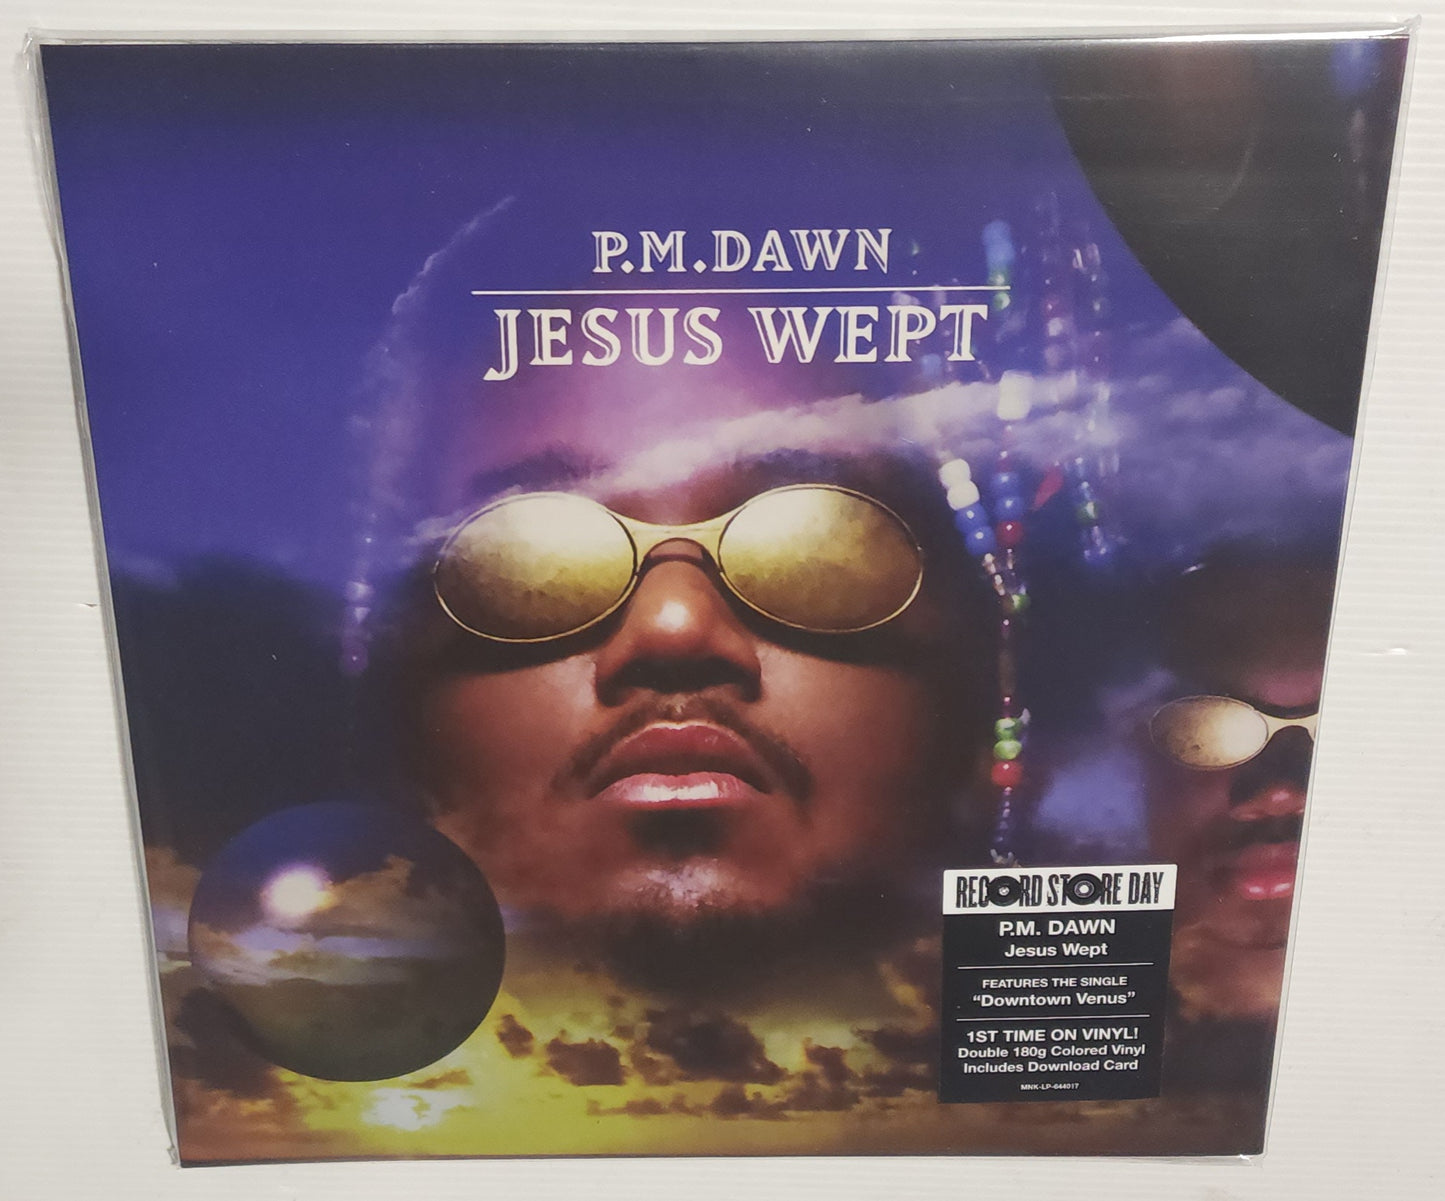 P.M.DAWN
JESUS WEPT
RECORD STORE DAY
P.M. DAWN
Jesus Wept
FEATURES THE SINGLE
“Downtown Venus”
1ST TIME ON VINYL!
Double 180g Colored Vinyl
Includes Download Card
MNK-LP-644017